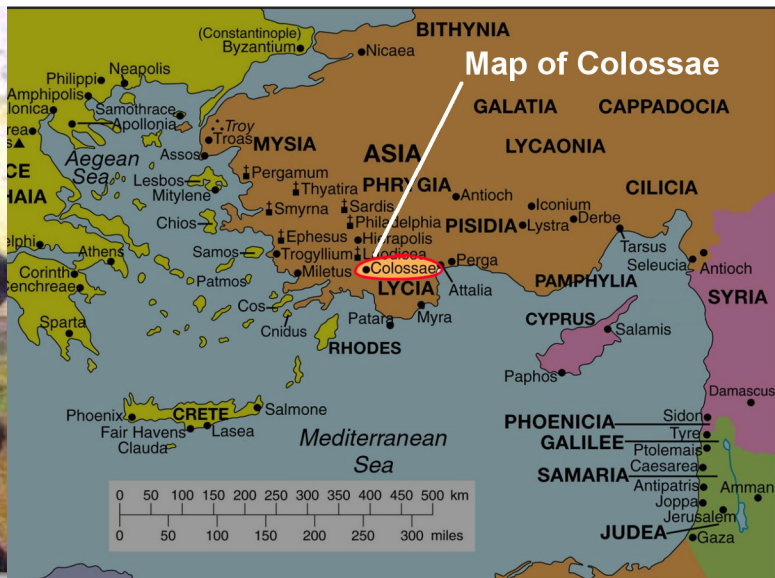 BITHYNIA
(Constantinople)
Byzantium
Nicaea
Map of Colossae
Neapolis
Philippi
Amphipolis
Samothrace
Apollonia
GALATIA
CAPPADOCIA
Troy
Troas
MYSIA
ASIA
LYCAONIA
Aegean
Sea
Assos
Pergamum
Lesbos
Mitylene
Thyatira
PHRYGIA
Antioch
CILICIA
Iconium
Chios
Smyrna
Sardis
Philadelphia
PISIDIA
Lystra
Derbe
Ephesus
Hierapolis
Tarsus
Athens
Samos
Trogyllium
Colossae
Perga
Seleucia
Antioch
Corinth
Patmos
Miletus
Attalia
PAMPHYLIA
SYRIA
LYCIA
Cos
Cnidus
Patara
Myra
CYPRUS
Salamis
Sparta
RHODES
Paphos
Damascus
Phoenix
CRETE
Salmone
Fair Havens
Lasea
Clauda
Mediterranean
Sea
PHOENICIA
Sidon
GALILEE
Tyre
Ptolemais
SAMARIA
Caesarea
Antipatris
Amman
Joppa
Jerusalem
JUDEA
Gaza
0 50 100 150 200 250 300 350 400 450 500 km
0 50 100 150 200 250 300 miles